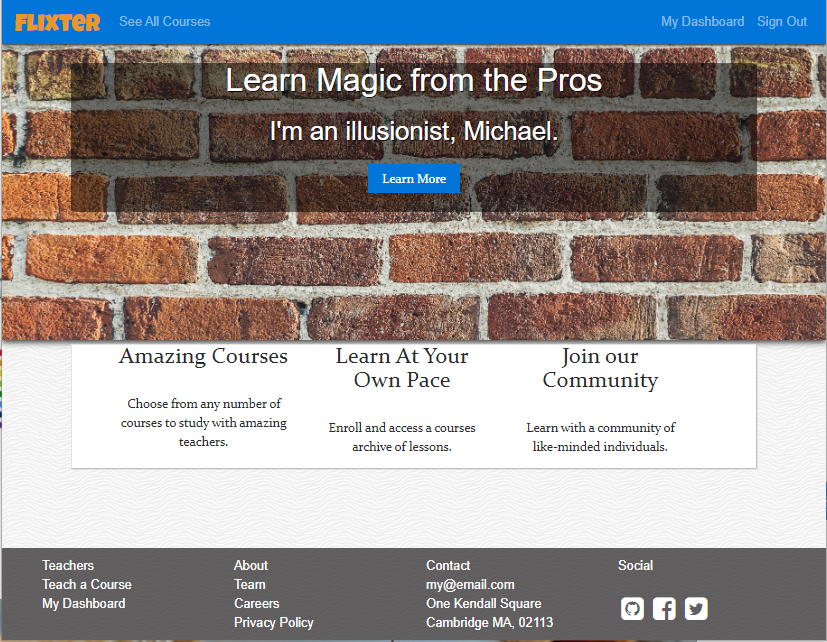 FLIXTER See All Courses My Dashboard Sign Out
Learn Magic from the Pros
I'm an illusionist, Michael.
Learn More
Amazing Courses
Choose from any number of
courses to study with amazing
teachers.
Learn At Your
Own Pace
Enroll and access a courses
archive of lessons.
Join our
Community
Learn with a community of
like-minded individuals.
Teachers
Teach a Course
My Dashboard
About
Team
Careers
Privacy Policy
Contact
my@email.com
One Kendall Square
Cambridge MA, 02113
Social